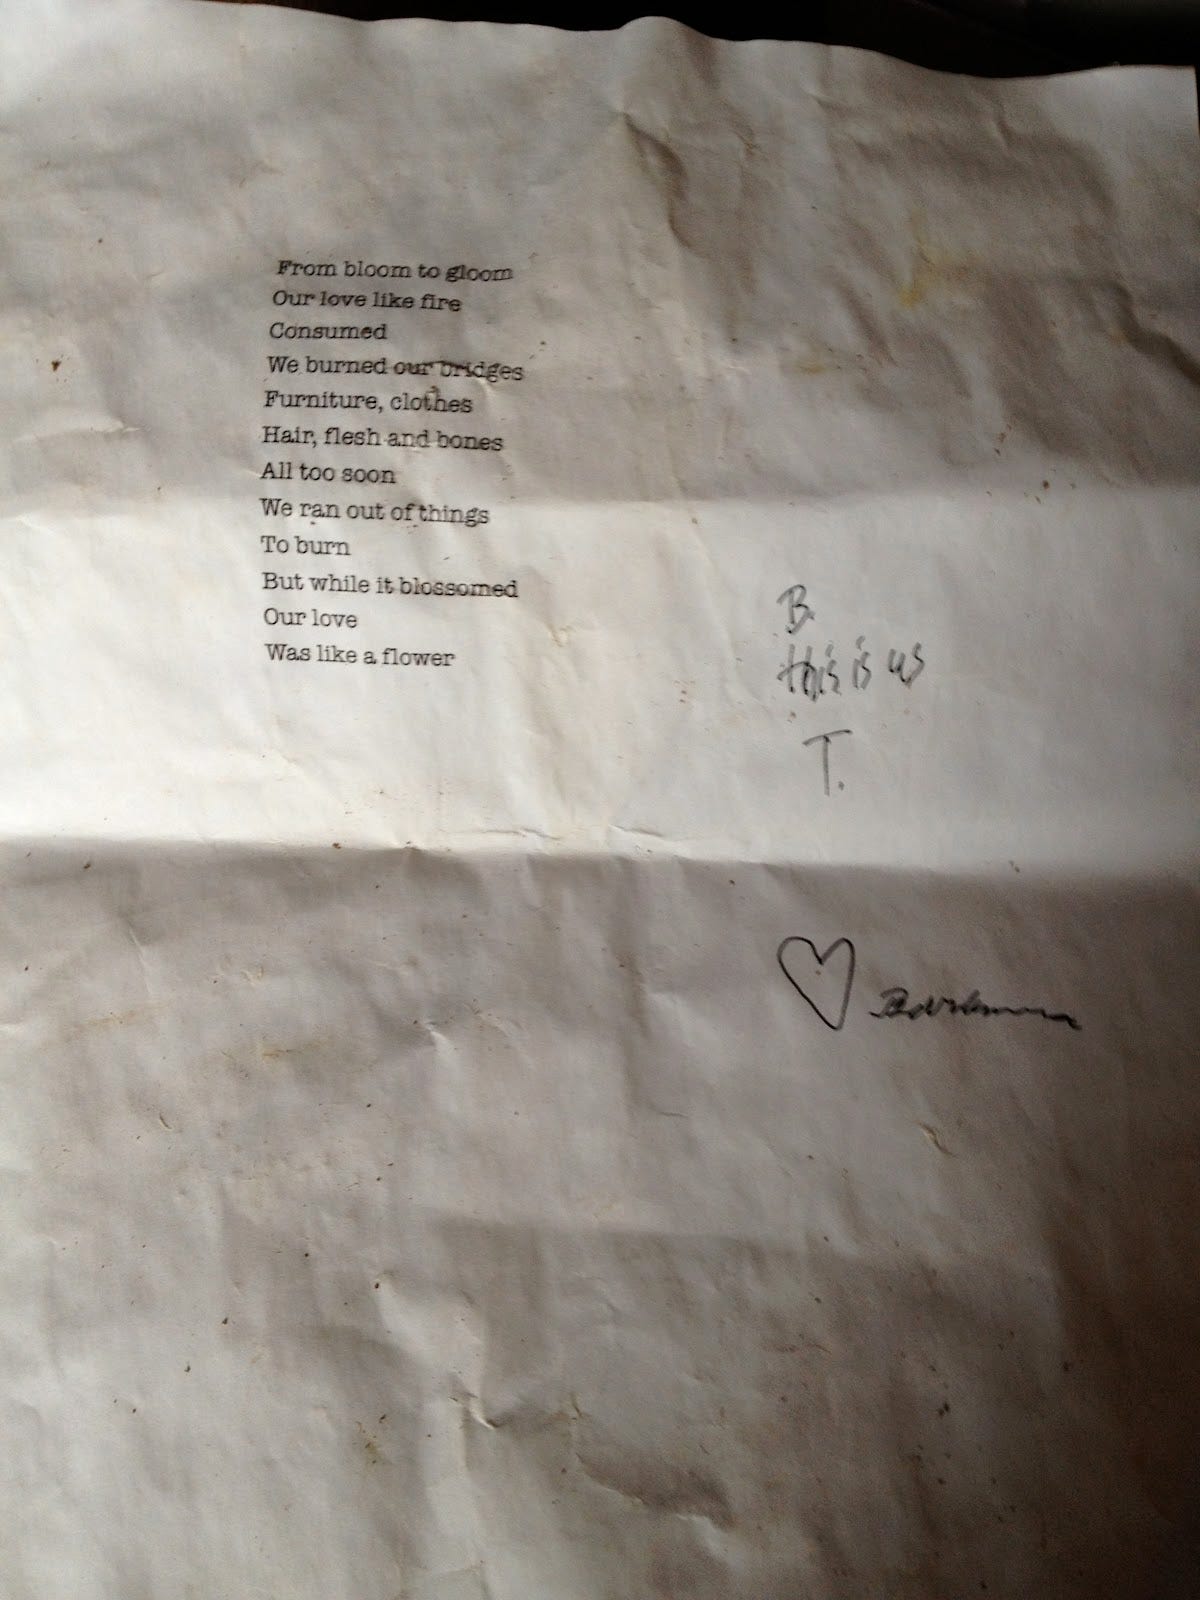 From bloom to gloom
Our love like fire
Consumed
We burned our bridges
Furniture, clothes
Hair, flesh and bones
All too soon
We ran out of things
To burn
But while it blossomed
Our love
Was like a flower
B.
this is us
T.